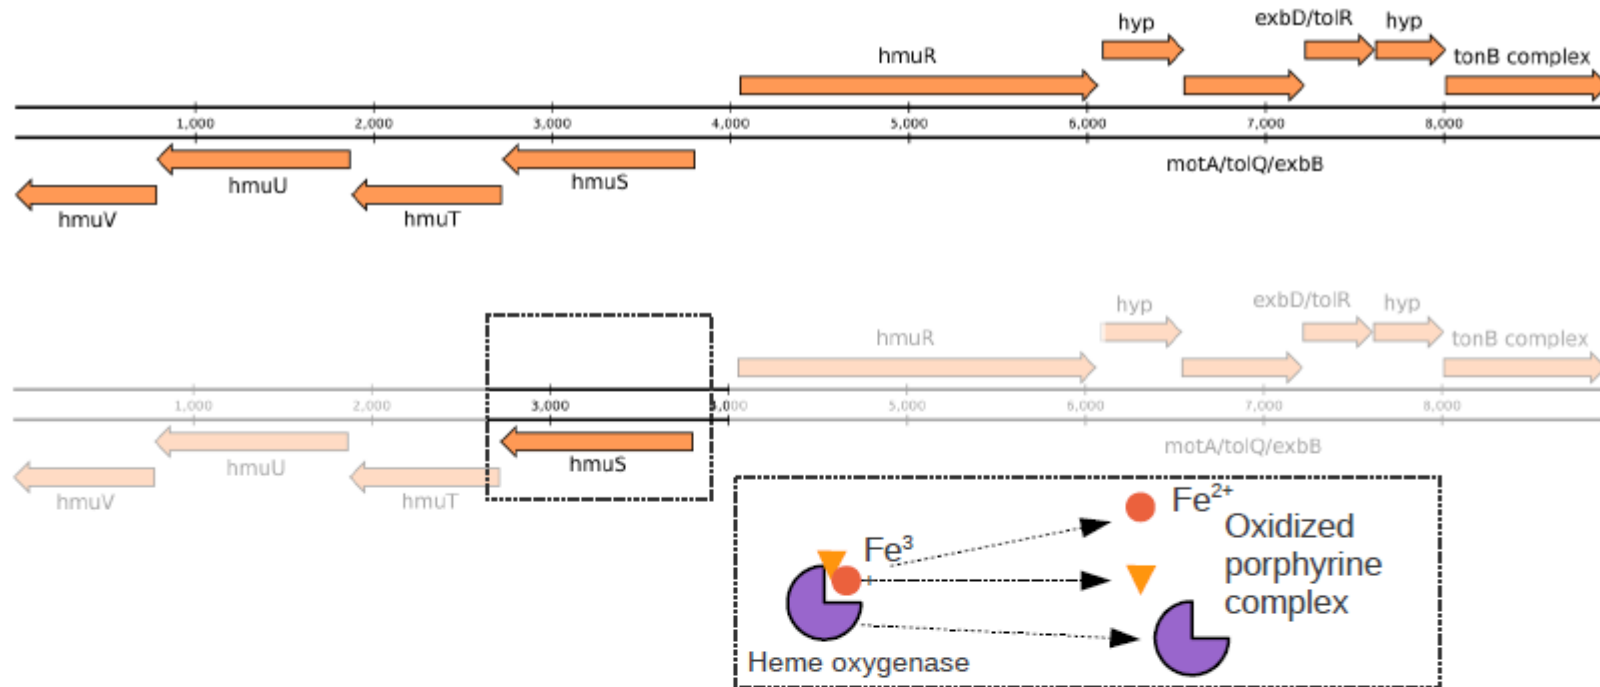 exbD/tolR
hyp
hyp
hmuR
tonB complex
1,000
2,000
3,000
4,000
5,000
6,000
7,000
8,000
motA/tolQ/exbB
hmuU
hmuS
hmuV
hmuT
exbD/tolR
hyp
hyp
hmuR
tonB complex
1,000
2,000
3,000
4,000
5,000
6,000
7,000
8,000
motA/tolQ/exbB
hmuU
hmuS
hmuV
hmuT
Fe2+
Oxidized
porphyrine
complex
Fe3
+
Heme oxygenase